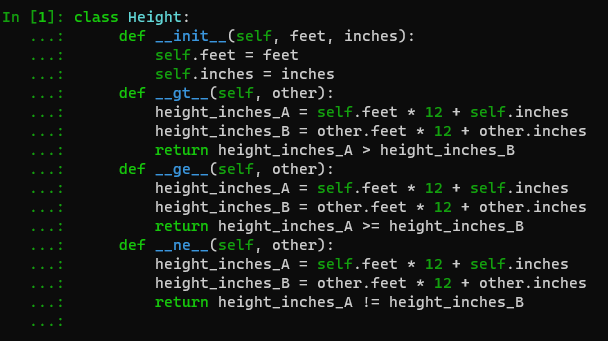 In [1]: class Height:
   ...:      def __init__(self, feet, inches):
   ...:          self.feet = feet
   ...:          self.inches = inches
   ...:      def __gt__(self, other):
   ...:          height_inches_A = self.feet * 12 + self.inches
   ...:          height_inches_B = other.feet * 12 + other.inches
   ...:          return height_inches_A > height_inches_B
   ...:      def __ge__(self, other):
   ...:          height_inches_A = self.feet * 12 + self.inches
   ...:          height_inches_B = other.feet * 12 + other.inches
   ...:          return height_inches_A >= height_inches_B
   ...:      def __ne__(self, other):
   ...:          height_inches_A = self.feet * 12 + self.inches
   ...:          height_inches_B = other.feet * 12 + other.inches
   ...:          return height_inches_A != height_inches_B
   ...: